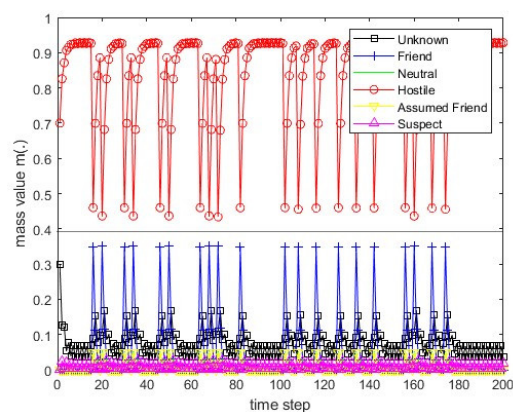 1
0.9
0.8
0.7
0.6
0.5
0.4
0.3
0.2
0.1
0
mass value m(.)
Unknown
Friend
Neutral
Hostile
Assumed Friend
Suspect
0 20 40 60 80 100 120 140 160 180 200
time step